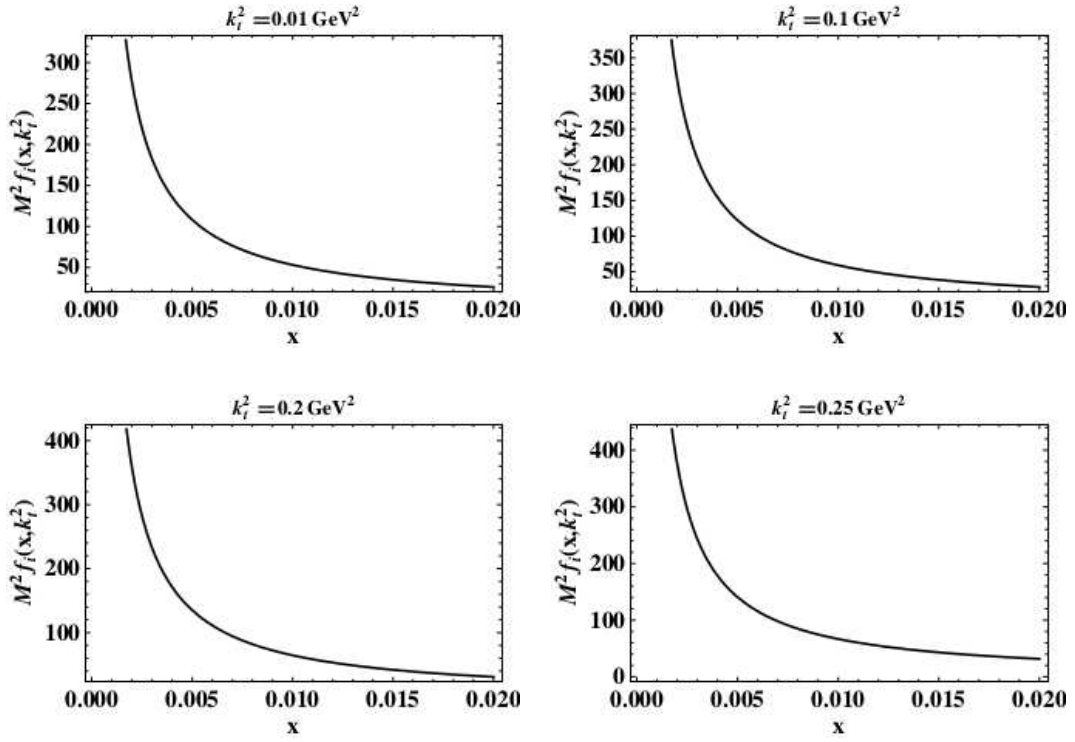 k_t^2 = 0.01 GeV^2
M^2 f_i(x,k_t^2)
300
250
200
150
100
50
0.000 0.005 0.010 0.015 0.020
x
k_t^2 = 0.1 GeV^2
M^2 f_i(x,k_t^2)
350
300
250
200
150
100
50
0.000 0.005 0.010 0.015 0.020
x
k_t^2 = 0.2 GeV^2
M^2 f_i(x,k_t^2)
400
300
200
100
0.000 0.005 0.010 0.015 0.020
x
k_t^2 = 0.25 GeV^2
M^2 f_i(x,k_t^2)
400
300
200
100
0
0.000 0.005 0.010 0.015 0.020
x